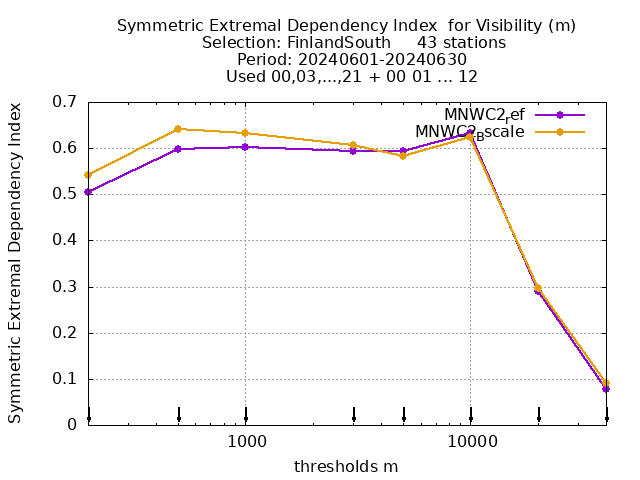 Symmetric Extremal Dependency Index  for Visibility (m)
Selection: FinlandSouth     43 stations
Period: 20240601-20240630
Used 00,03,...,21 + 00 01 ... 12
MNWC2_ref
MNWC2_Bscale
0.7
0.6
0.5
0.4
0.3
0.2
0.1
0
1000
10000
Symmetric Extremal Dependency Index
thresholds m